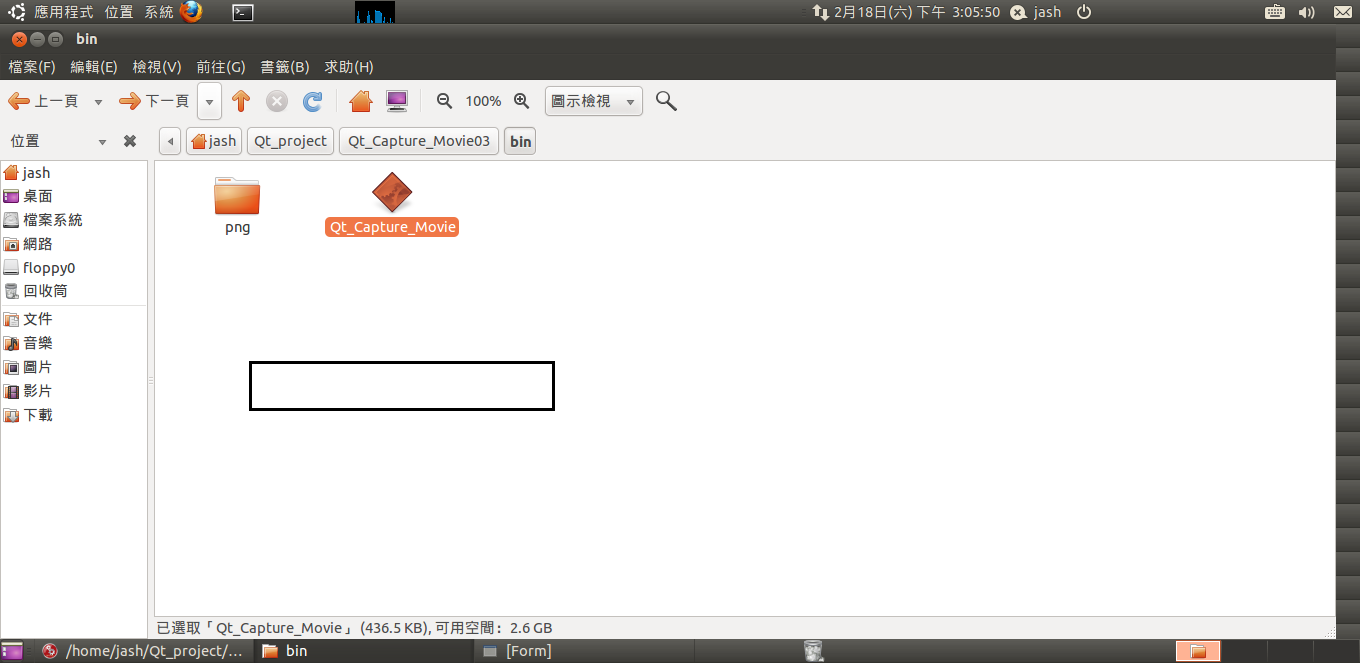 應用程式 位置 系統 2月18日(六) 下午 3:05:50 jash
bin
檔案(F) 編輯(E) 檢視(V) 前往(G) 書籤(B) 求助(H)
上一頁 下一頁 100% 圖示檢視
位置 jash Qt_project Qt_Capture_Movie03 bin
jash
桌面
檔案系統
網路
floppy0
回收筒
文件
音樂
圖片
影片
下載
png Qt_Capture_Movie
已選取「Qt_Capture_Movie」(436.5 KB), 可用空間： 2.6 GB
/home/jash/Qt_project/... bin [Form]